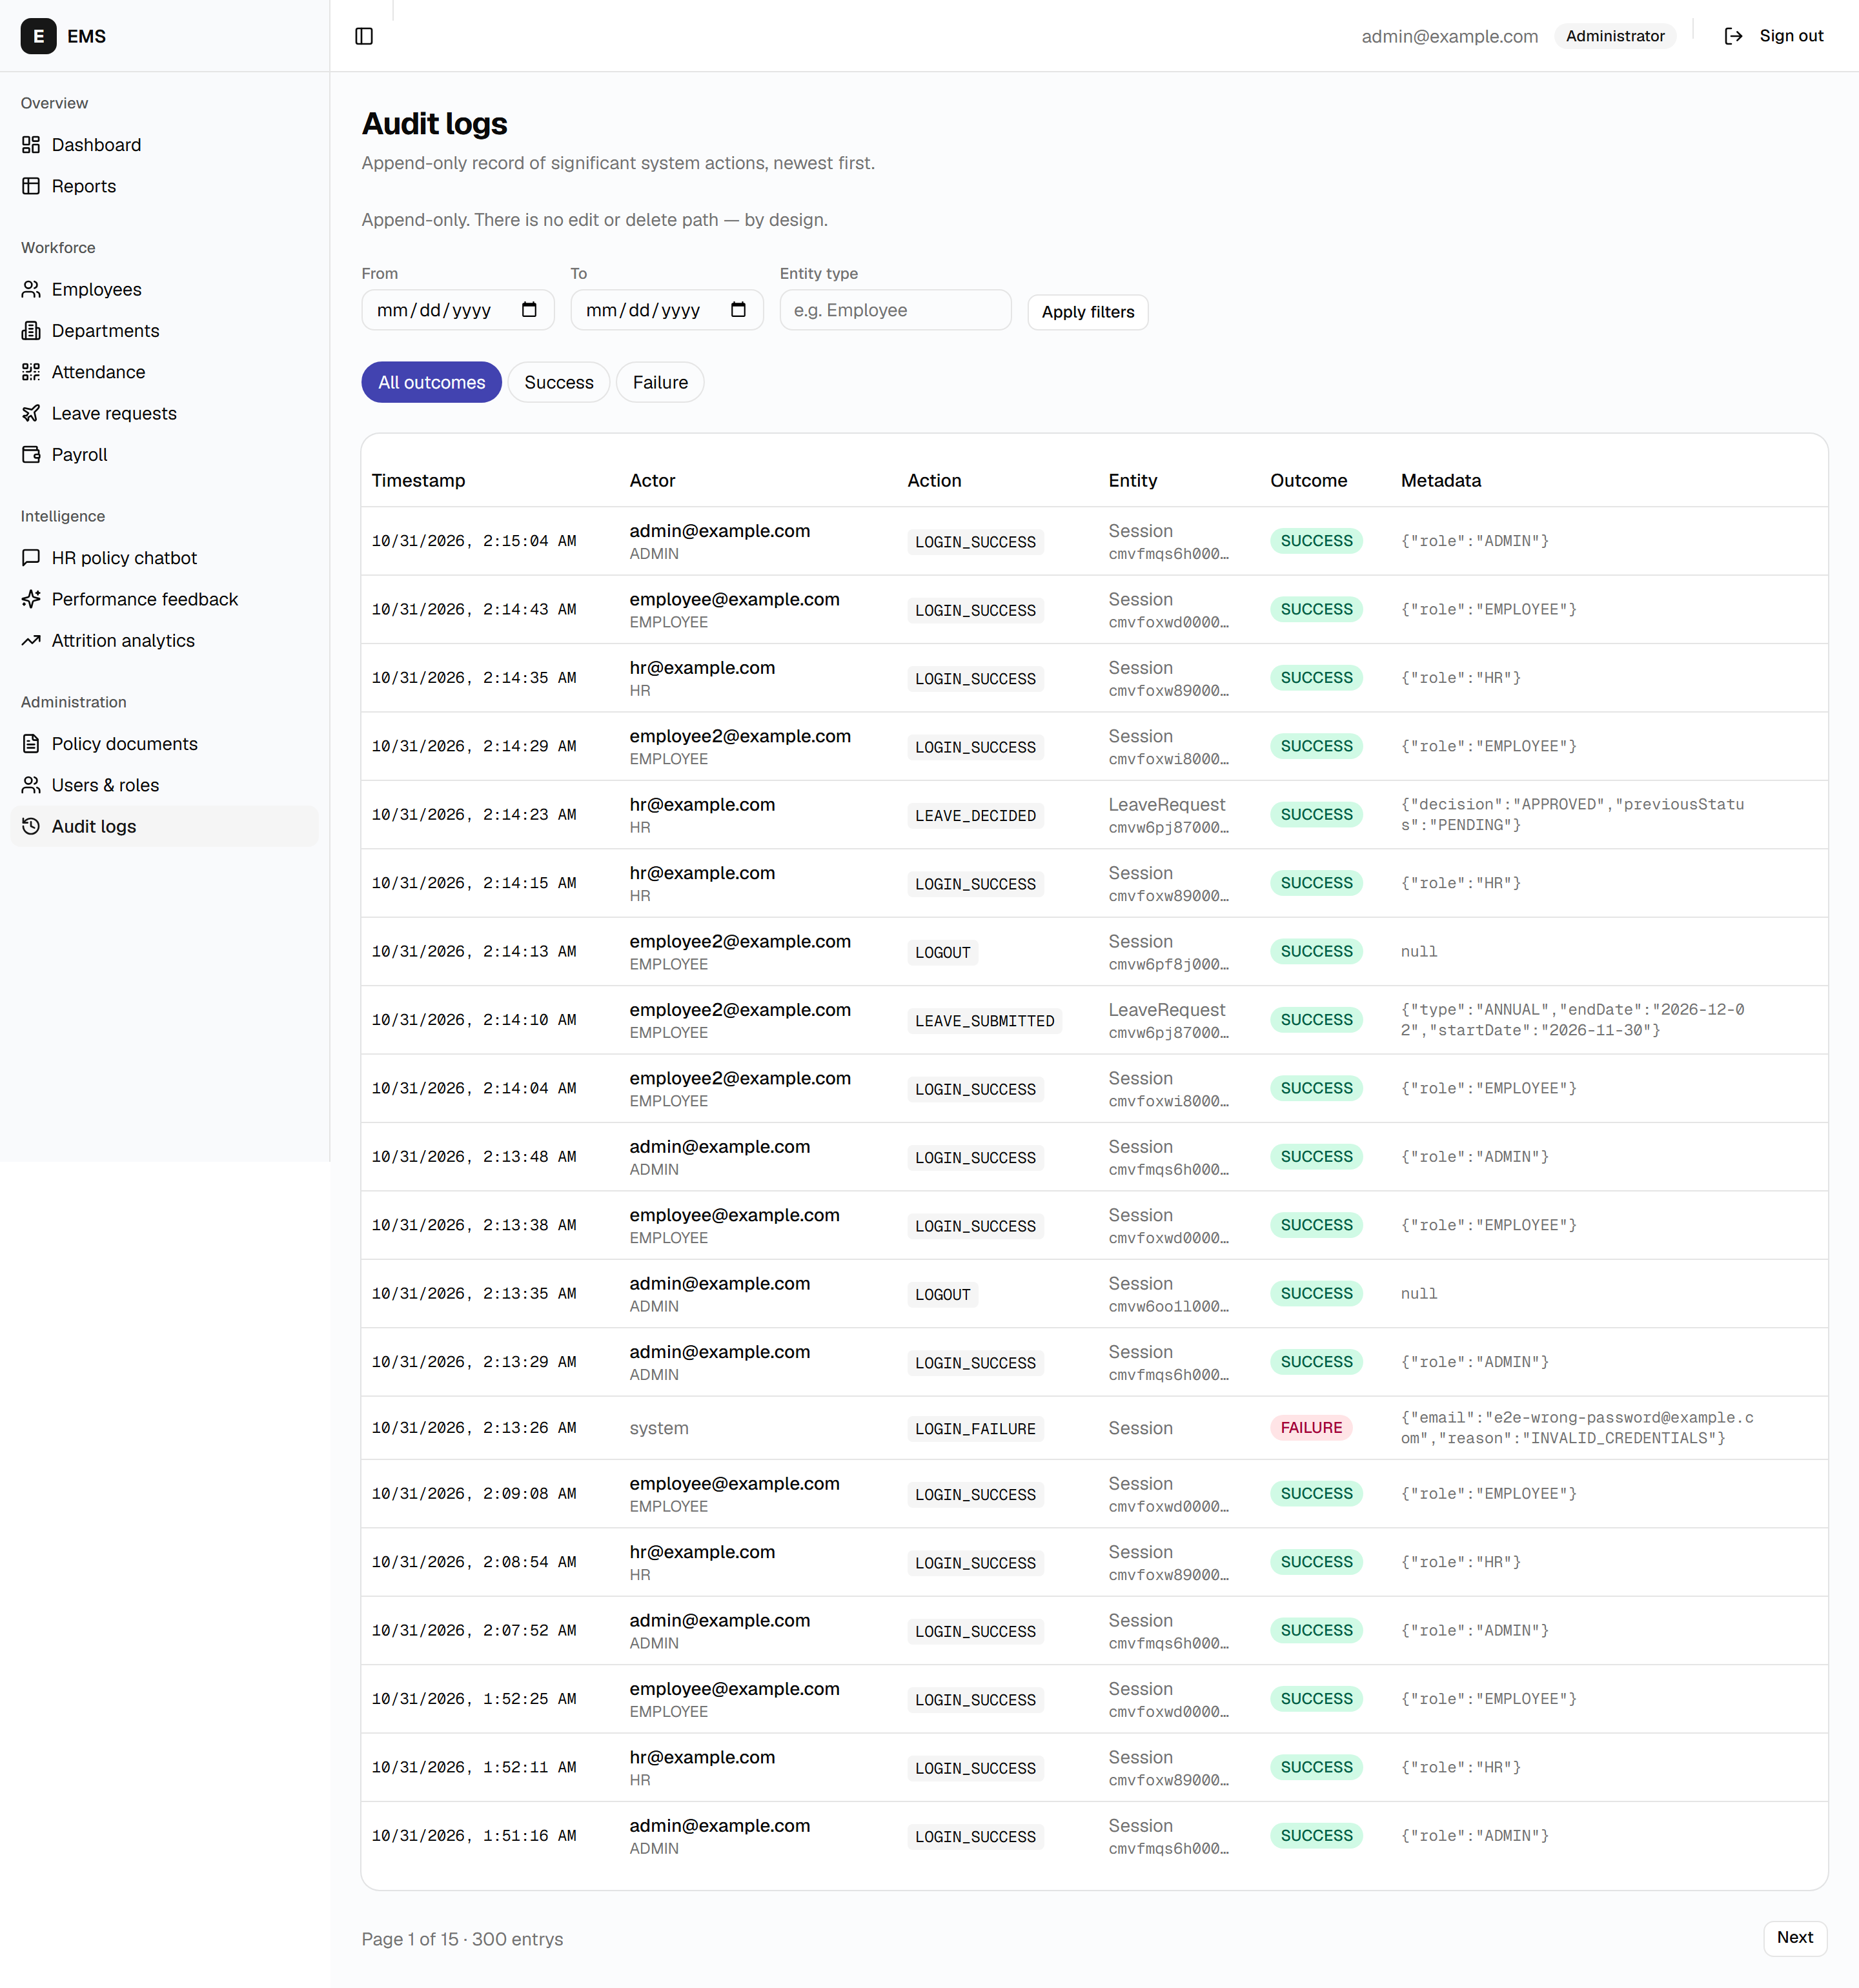 E EMS
admin@example.com Administrator Sign out
Overview
Dashboard
Reports
Workforce
Employees
Departments
Attendance
Leave requests
Payroll
Intelligence
HR policy chatbot
Performance feedback
Attrition analytics
Administration
Policy documents
Users & roles
Audit logs
Audit logs
Append-only record of significant system actions, newest first.
Append-only. There is no edit or delete path — by design.
From To Entity type
mm/dd/yyyy mm/dd/yyyy e.g. Employee Apply filters
All outcomes Success Failure
Timestamp Actor Action Entity Outcome Metadata
10/31/2026, 2:15:04 AM admin@example.com LOGIN_SUCCESS Session SUCCESS {"role":"ADMIN"}
ADMIN cmvfmqs6h000…
10/31/2026, 2:14:43 AM employee@example.com LOGIN_SUCCESS Session SUCCESS {"role":"EMPLOYEE"}
EMPLOYEE cmvfoxwd0000…
10/31/2026, 2:14:35 AM hr@example.com LOGIN_SUCCESS Session SUCCESS {"role":"HR"}
HR cmvfoxw89000…
10/31/2026, 2:14:29 AM employee2@example.com LOGIN_SUCCESS Session SUCCESS {"role":"EMPLOYEE"}
EMPLOYEE cmvfoxwi8000…
10/31/2026, 2:14:23 AM hr@example.com LEAVE_DECIDED LeaveRequest SUCCESS {"decision":"APPROVED","previousStatu
HR cmvw6pj87000… s":"PENDING"}
10/31/2026, 2:14:15 AM hr@example.com LOGIN_SUCCESS Session SUCCESS {"role":"HR"}
HR cmvfoxw89000…
10/31/2026, 2:14:13 AM employee2@example.com LOGOUT Session SUCCESS null
EMPLOYEE cmvw6pf8j000…
10/31/2026, 2:14:10 AM employee2@example.com LEAVE_SUBMITTED LeaveRequest SUCCESS {"type":"ANNUAL","endDate":"2026-12-0
EMPLOYEE cmvw6pj87000… 2","startDate":"2026-11-30"}
10/31/2026, 2:14:04 AM employee2@example.com LOGIN_SUCCESS Session SUCCESS {"role":"EMPLOYEE"}
EMPLOYEE cmvfoxwi8000…
10/31/2026, 2:13:48 AM admin@example.com LOGIN_SUCCESS Session SUCCESS {"role":"ADMIN"}
ADMIN cmvfmqs6h000…
10/31/2026, 2:13:38 AM employee@example.com LOGIN_SUCCESS Session SUCCESS {"role":"EMPLOYEE"}
EMPLOYEE cmvfoxwd0000…
10/31/2026, 2:13:35 AM admin@example.com LOGOUT Session SUCCESS null
ADMIN cmvw6oo1l000…
10/31/2026, 2:13:29 AM admin@example.com LOGIN_SUCCESS Session SUCCESS {"role":"ADMIN"}
ADMIN cmvfmqs6h000…
10/31/2026, 2:13:26 AM system LOGIN_FAILURE Session FAILURE {"email":"e2e-wrong-password@example.c
om","reason":"INVALID_CREDENTIALS"}
10/31/2026, 2:09:08 AM employee@example.com LOGIN_SUCCESS Session SUCCESS {"role":"EMPLOYEE"}
EMPLOYEE cmvfoxwd0000…
10/31/2026, 2:08:54 AM hr@example.com LOGIN_SUCCESS Session SUCCESS {"role":"HR"}
HR cmvfoxw89000…
10/31/2026, 2:07:52 AM admin@example.com LOGIN_SUCCESS Session SUCCESS {"role":"ADMIN"}
ADMIN cmvfmqs6h000…
10/31/2026, 1:52:25 AM employee@example.com LOGIN_SUCCESS Session SUCCESS {"role":"EMPLOYEE"}
EMPLOYEE cmvfoxwd0000…
10/31/2026, 1:52:11 AM hr@example.com LOGIN_SUCCESS Session SUCCESS {"role":"HR"}
HR cmvfoxw89000…
10/31/2026, 1:51:16 AM admin@example.com LOGIN_SUCCESS Session SUCCESS {"role":"ADMIN"}
ADMIN cmvfmqs6h000…
Page 1 of 15 · 300 entrys Next